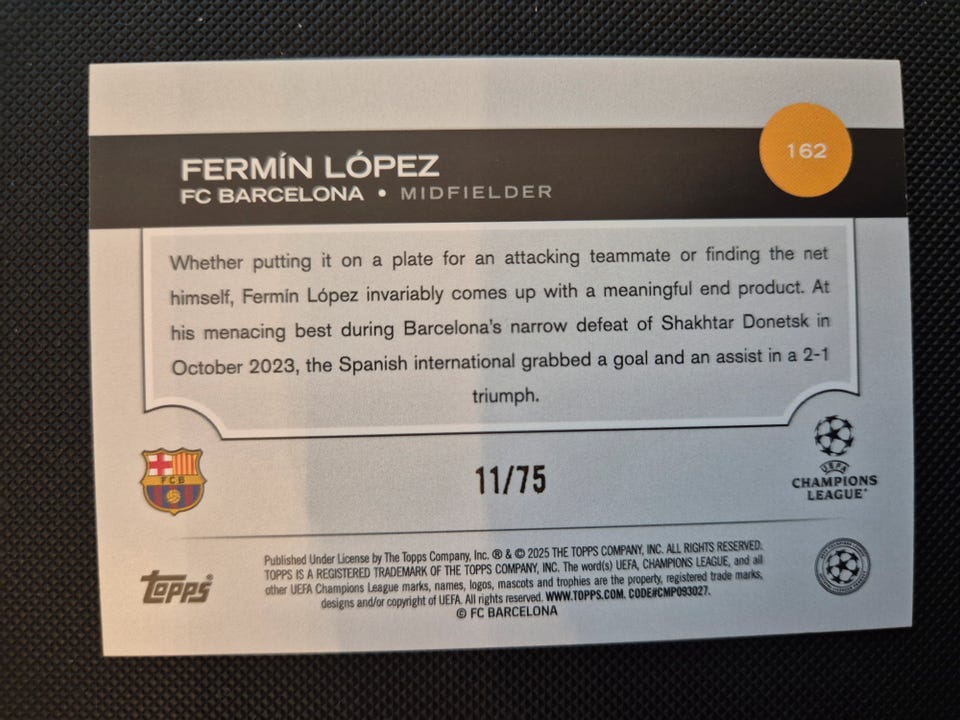 162
FERMÍN LÓPEZ
FC BARCELONA • MIDFIELDER
Whether putting it on a plate for an attacking teammate or finding the net
himself, Fermín López invariably comes up with a meaningful end product. At
his menacing best during Barcelona's narrow defeat of Shakhtar Donetsk in
October 2023, the Spanish international grabbed a goal and an assist in a 2-1
triumph.
FCB
11/75
UEFA
CHAMPIONS
LEAGUE®
topps®
Published Under License by The Topps Company, Inc. ® & © 2025 THE TOPPS COMPANY, INC. ALL RIGHTS RESERVED.
TOPPS IS A REGISTERED TRADEMARK OF THE TOPPS COMPANY, INC. The word(s) UEFA, CHAMPIONS LEAGUE, and all
other UEFA Champions League marks, names, logos, mascots and trophies are the property, registered trade marks,
designs and/or copyright of UEFA. All rights reserved. WWW.TOPPS.COM. CODE#CMP093027.
© FC BARCELONA